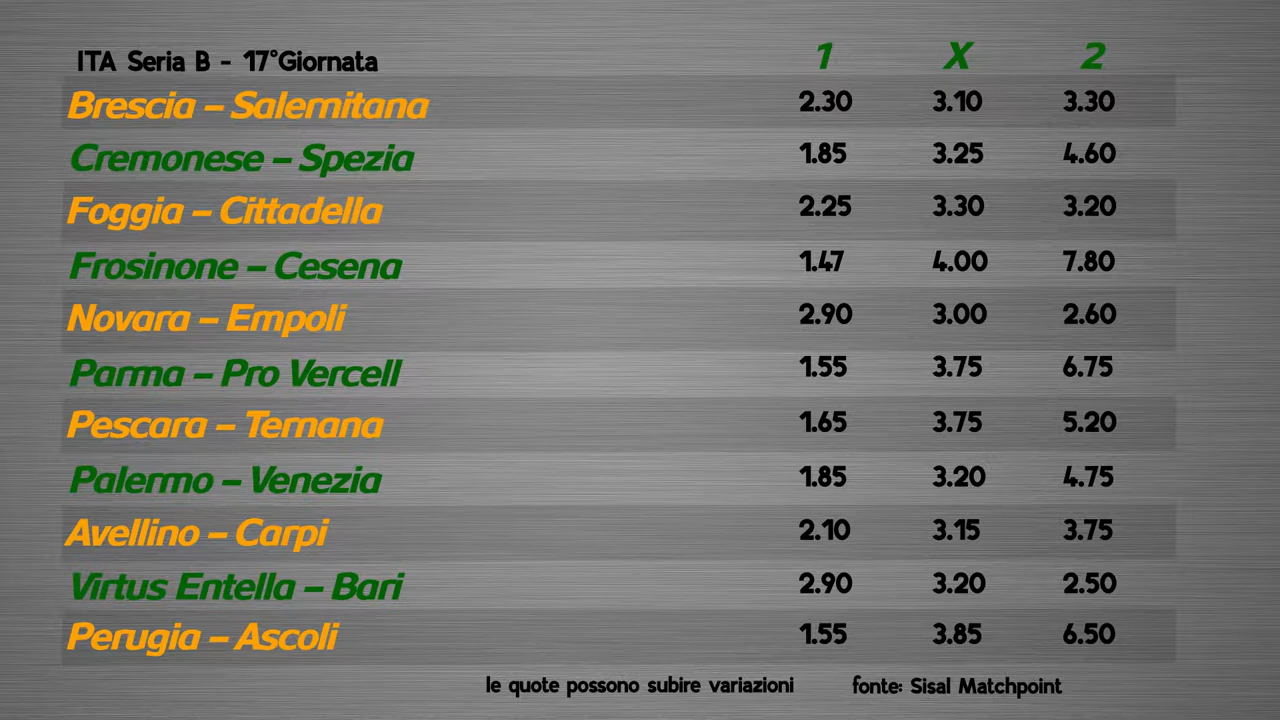 ITA Seria B - 17°Giornata 1 X 2
Brescia – Salernitana 2.30 3.10 3.30
Cremonese – Spezia 1.85 3.25 4.60
Foggia – Cittadella 2.25 3.30 3.20
Frosinone – Cesena 1.47 4.00 7.80
Novara – Empoli 2.90 3.00 2.60
Parma – Pro Vercell 1.55 3.75 6.75
Pescara – Ternana 1.65 3.75 5.20
Palermo – Venezia 1.85 3.20 4.75
Avellino – Carpi 2.10 3.15 3.75
Virtus Entella – Bari 2.90 3.20 2.50
Perugia – Ascoli 1.55 3.85 6.50
le quote possono subire variazioni fonte: Sisal Matchpoint